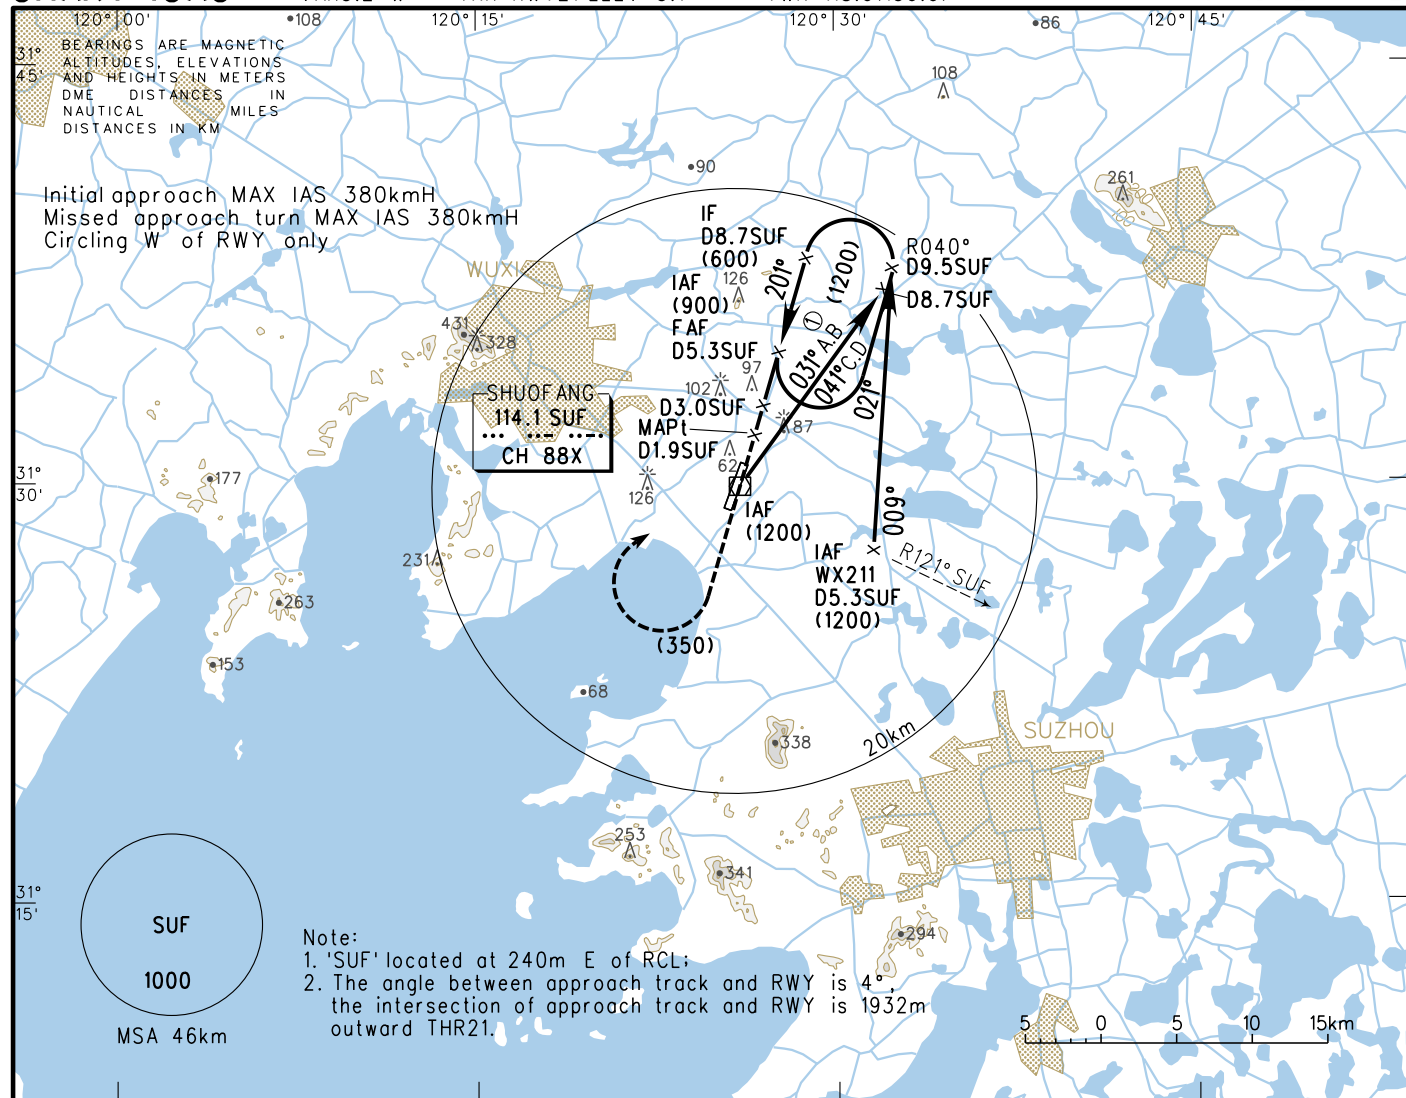 120° 00'
108
120° 15'
120° 30'
86
120° 45'
31°
45'
BEARINGS ARE MAGNETIC
ALTITUDES, ELEVATIONS
AND HEIGHTS IN METERS
DME DISTANCES IN
NAUTICAL MILES
DISTANCES IN KM
108
90
261
Initial approach MAX IAS 380kmH
Missed approach turn MAX IAS 380kmH
Circling W of RWY only
IF
D8.7SUF
(600)
126
IAF
(900)
FAF
D5.3SUF
201°
(1200)
R040°
D9.5SUF
D8.7SUF
WUXI
431
328
①
031° A.B
041° C.D
021°
97
102
D3.0SUF
MAPt
D1.9SUF
87
62
SHUOFANG
114.1 SUF
CH 88X
31°
30'
177
126
IAF
(1200)
009°
IAF
WX211
D5.3SUF
(1200)
R121° SUF
231
263
153
(350)
68
338
20km
SUZHOU
253
341
294
31°
15'
SUF
1000
MSA 46km
Note:
1. 'SUF' located at 240m E of RCL;
2. The angle between approach track and RWY is 4°,
the intersection of approach track and RWY is 1932m
outward THR21.
5 0 5 10 15km